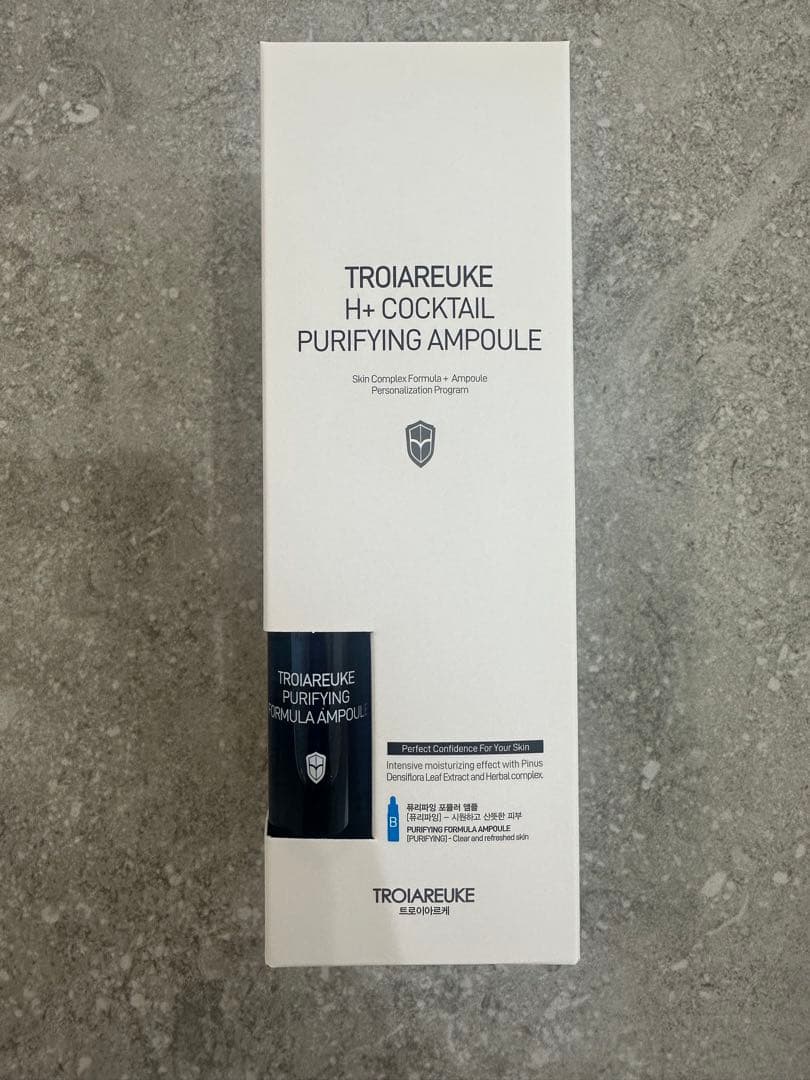 TROIAREUKE
H+ COCKTAIL
PURIFYING AMPOULE
Skin Complex Formula + Ampoule
Personalization Program
TROIAREUKE
PURIFYING
FORMULA AMPOULE
Perfect Confidence For Your Skin
Intensive moisturizing effect with Pinus
Densiflora Leaf Extract and Herbal complex.
B
퓨리파잉 포뮬러 앰플
[퓨리파잉] – 시원하고 산뜻한 피부
PURIFYING FORMULA AMPOULE
[PURIFYING] - Clear and refreshed skin
TROIAREUKE
트로이아르케